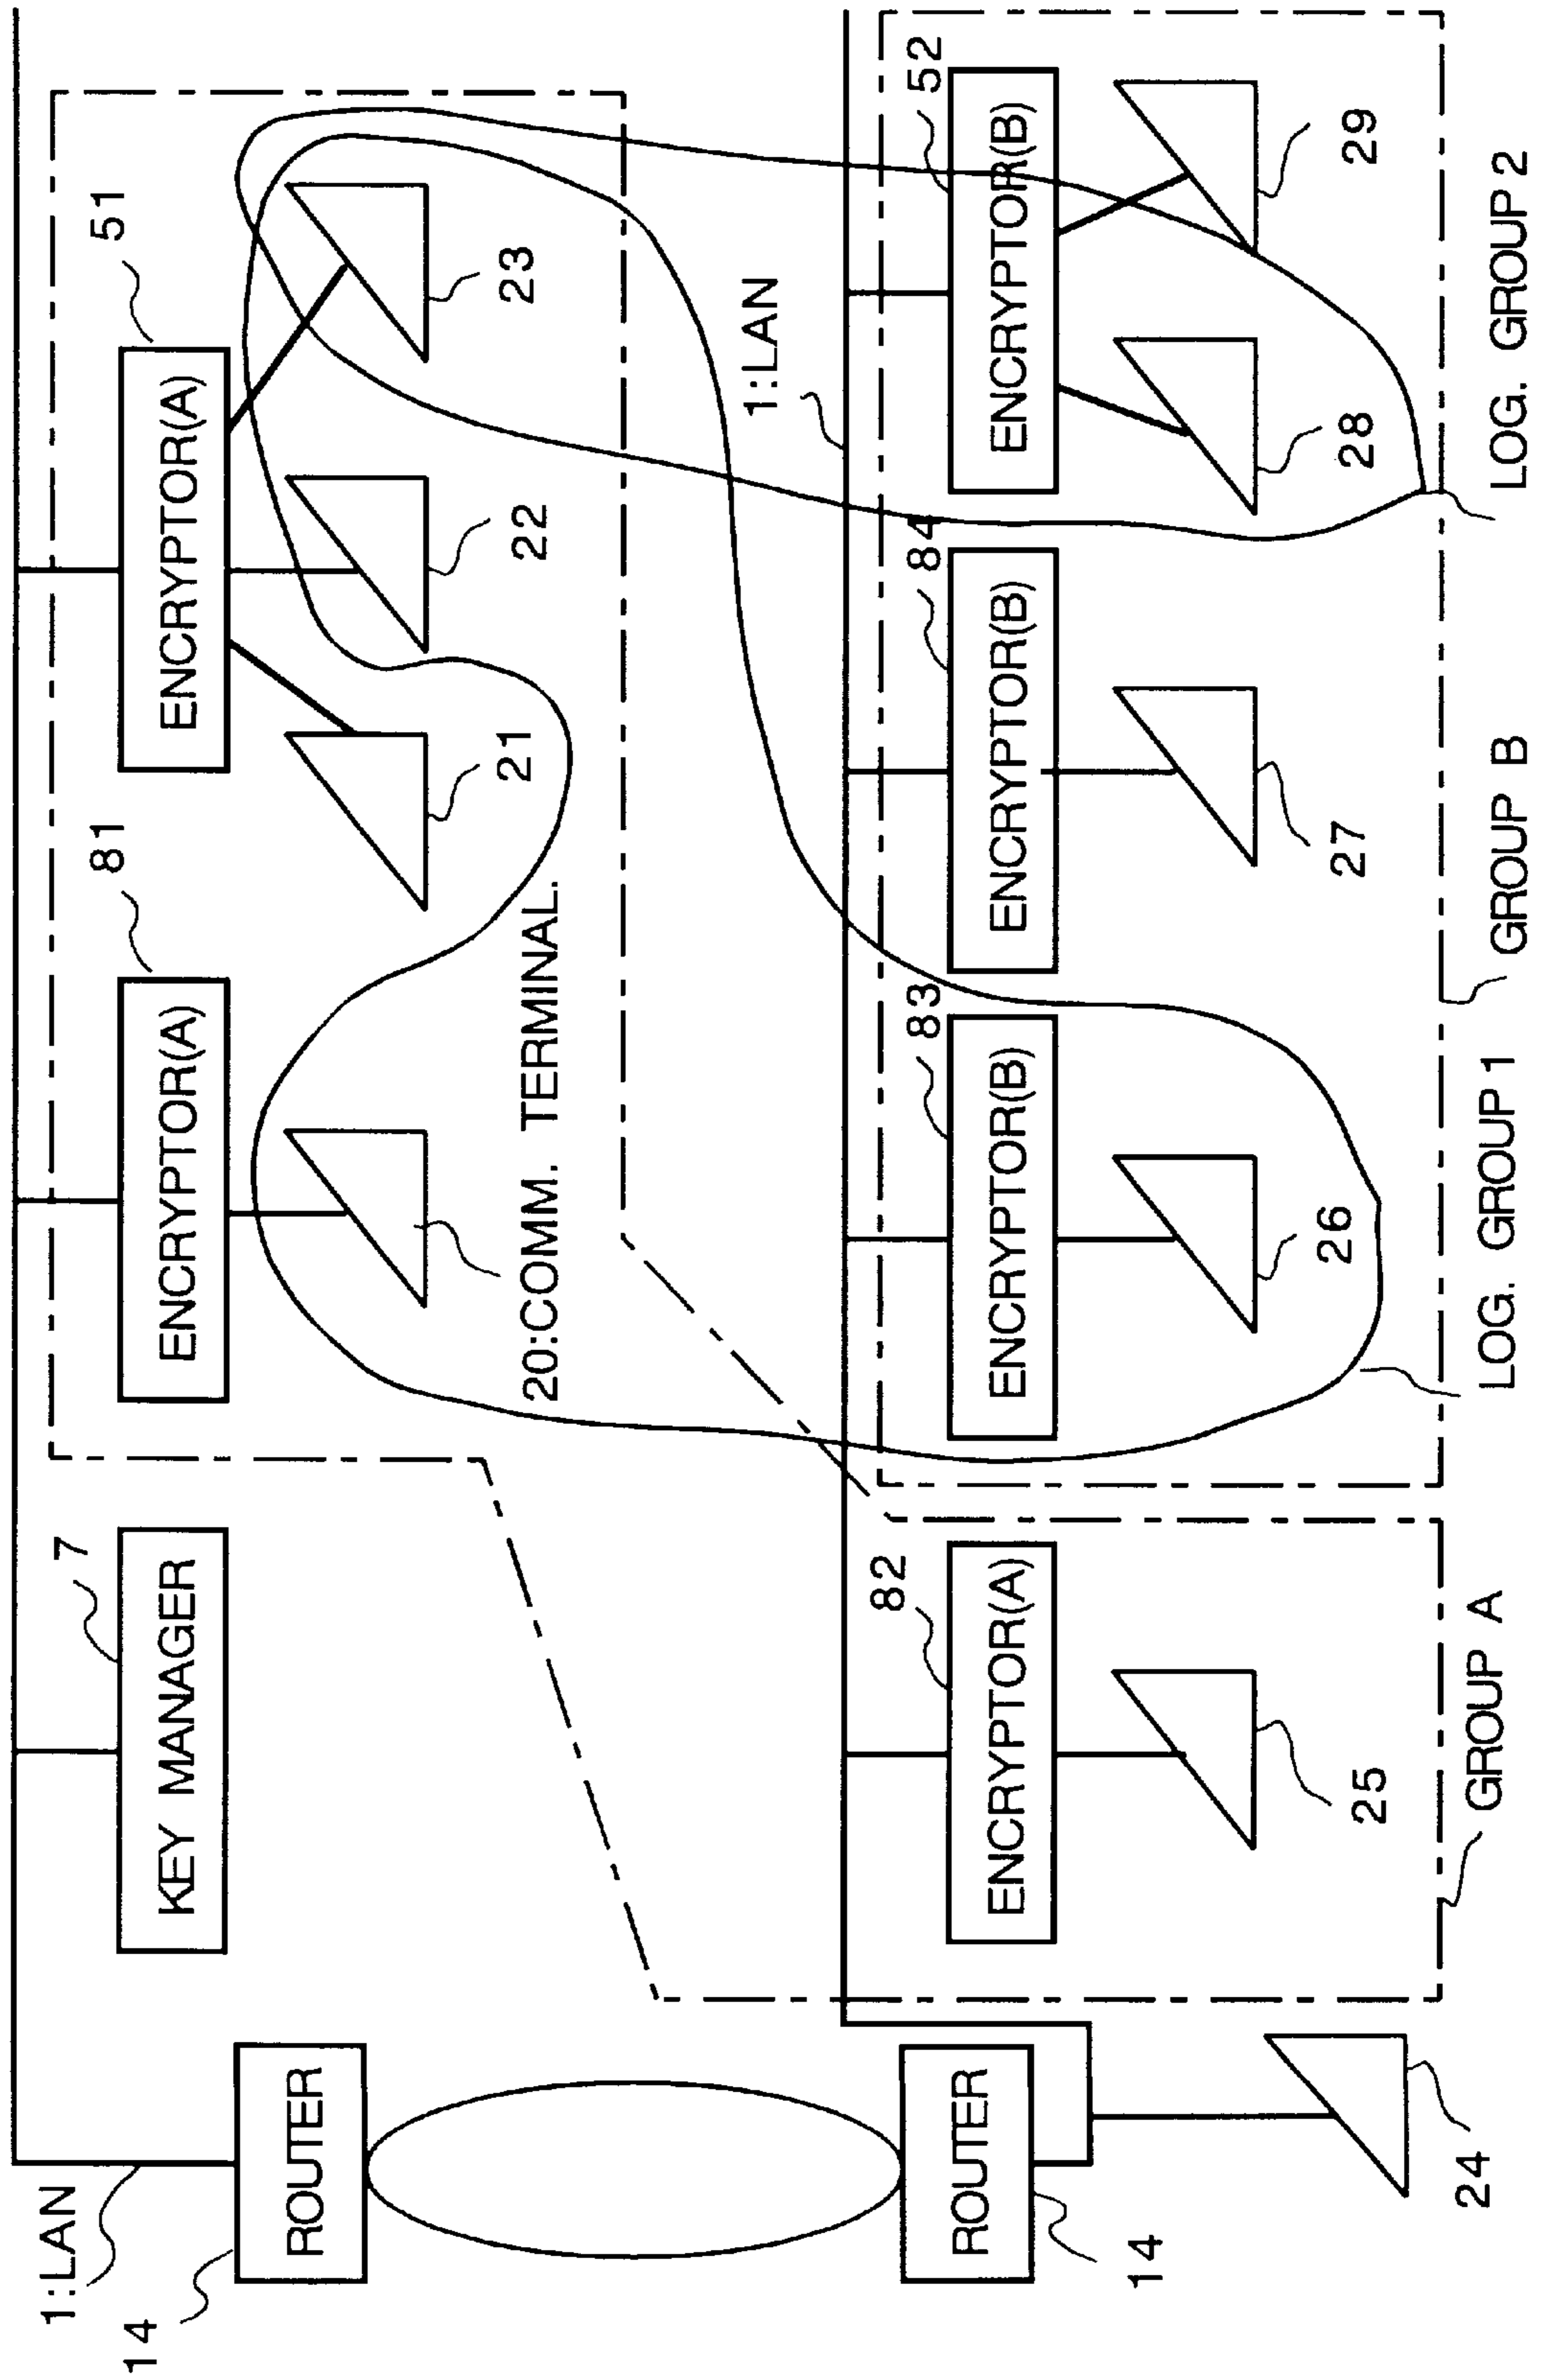 1:LAN
14
ROUTER
KEY MANAGER
7
ENCRYPTOR(A)
81
ENCRYPTOR(A)
51
20:COMM. TERMINAL.
21
22
23
1:LAN
ROUTER
14
24
ENCRYPTOR(A)
82
25
ENCRYPTOR(B)
83
26
ENCRYPTOR(B)
84
27
ENCRYPTOR(B)
52
28
29
GROUP A
LOG. GROUP 1
GROUP B
LOG. GROUP 2